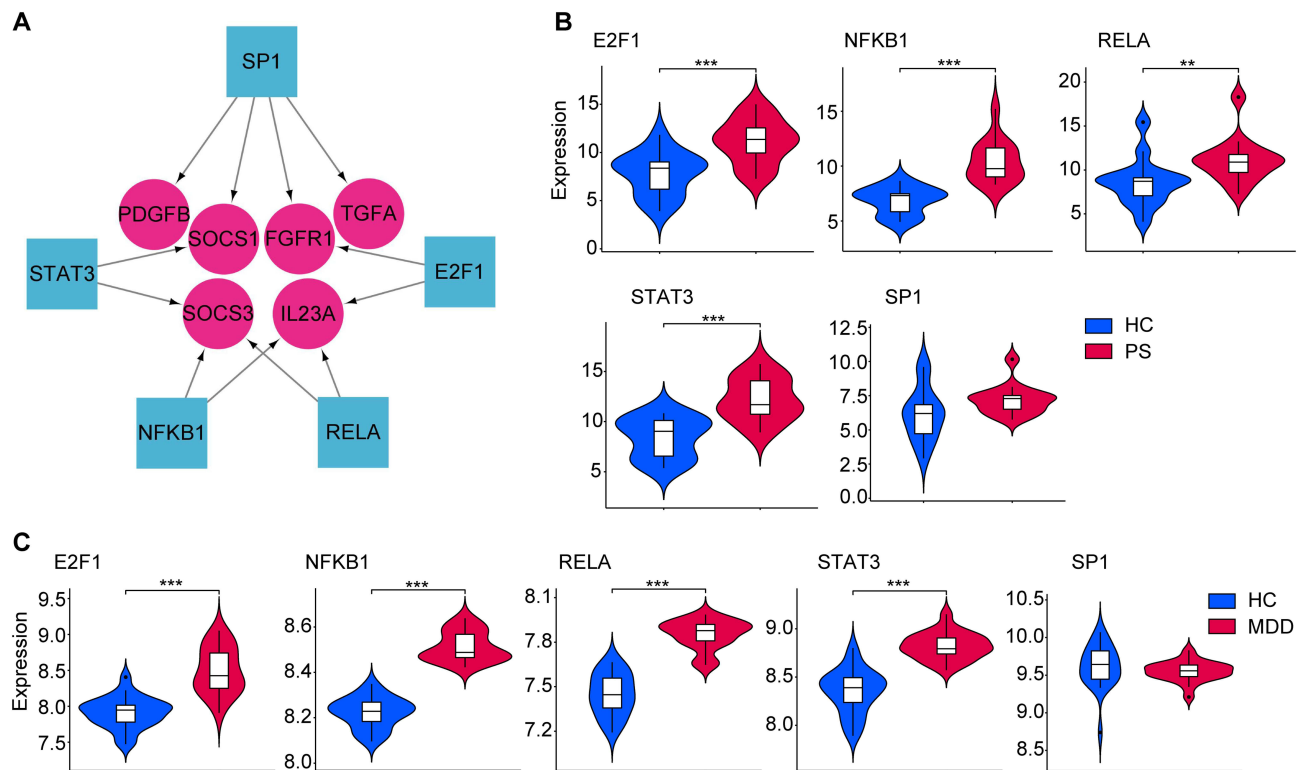 A
SP1
PDGFB
SOCS1
FGFR1
TGFA
STAT3
E2F1
SOCS3
IL23A
NFKB1
RELA
B
E2F1
NFKB1
RELA
***
***
**
Expression
15
10
5
0
15
10
5
20
15
10
5
STAT3
SP1
***
15
10
5
12.5
10.0
7.5
5.0
2.5
0.0
HC
PS
C
E2F1
NFKB1
RELA
STAT3
SP1
***
***
***
***
Expression
9.5
9.0
8.5
8.0
7.5
8.6
8.4
8.2
8.0
8.1
7.8
7.5
7.2
9.0
8.5
8.0
10.5
10.0
9.5
9.0
8.5
HC
MDD